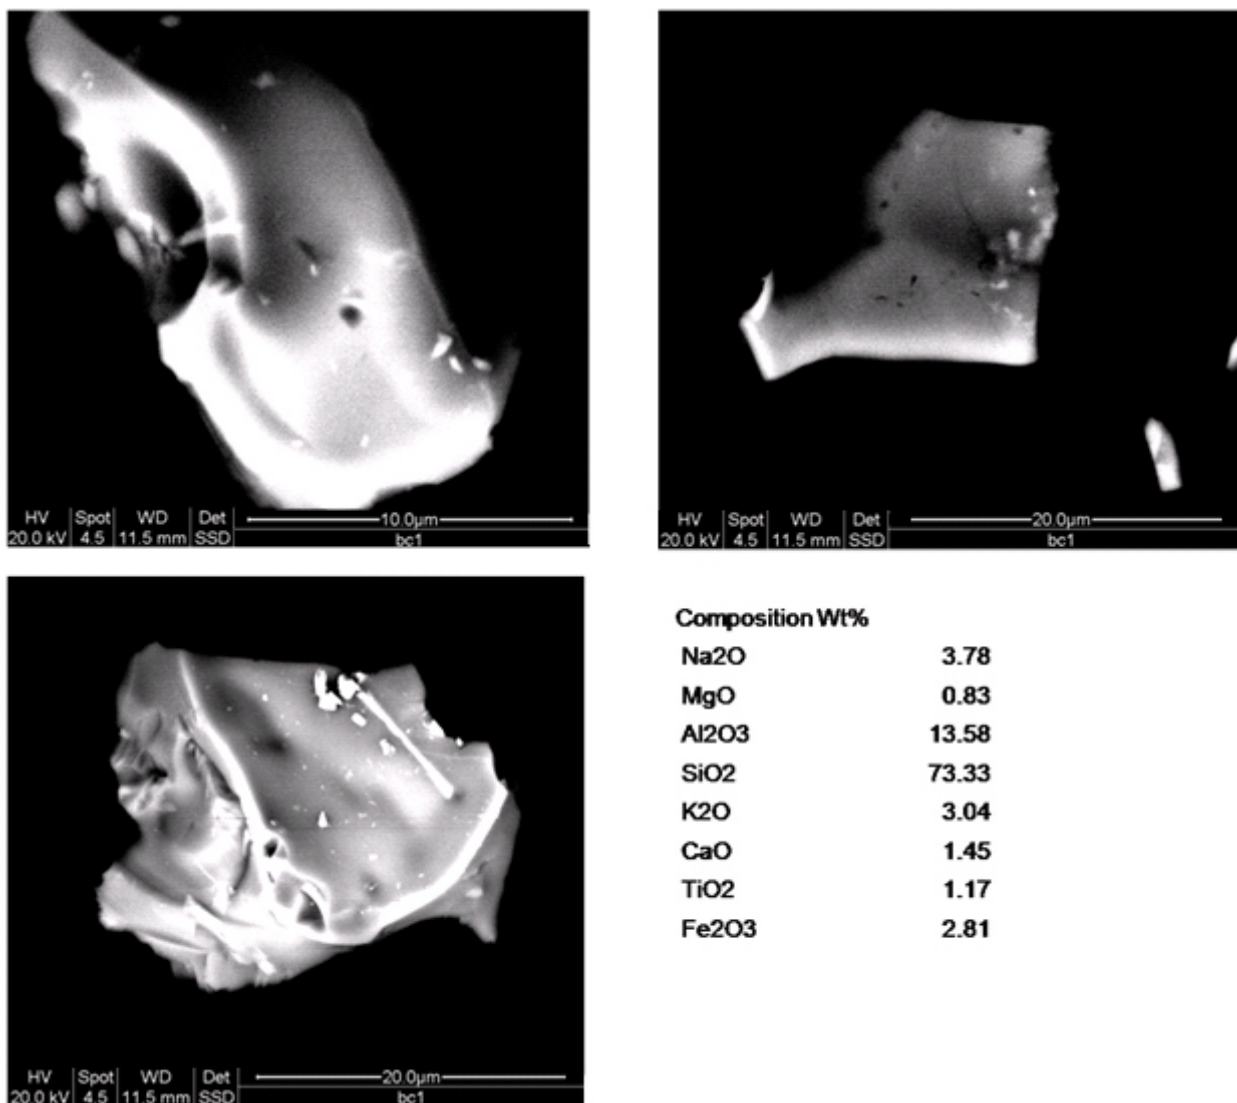 HV Spot WD Det 10.0µm
20.0 kV 4.5 11.5 mm SSD bc1
HV Spot WD Det 20.0µm
20.0 kV 4.5 11.5 mm SSD bc1
HV Spot WD Det 20.0µm
20.0 kV 4.5 11.5 mm SSD bc1
Composition Wt%
Na2O 3.78
MgO 0.83
Al2O3 13.58
SiO2 73.33
K2O 3.04
CaO 1.45
TiO2 1.17
Fe2O3 2.81